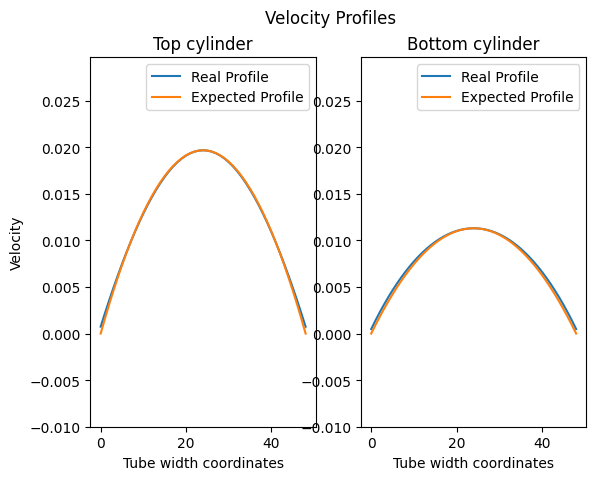 Velocity Profiles
Top cylinder
Real Profile
Expected Profile
0.025
0.020
0.015
0.010
0.005
0.000
−0.005
−0.010
Velocity
0
20
40
Tube width coordinates
Bottom cylinder
Real Profile
Expected Profile
0.025
0.020
0.015
0.010
0.005
0.000
−0.005
−0.010
0
20
40
Tube width coordinates